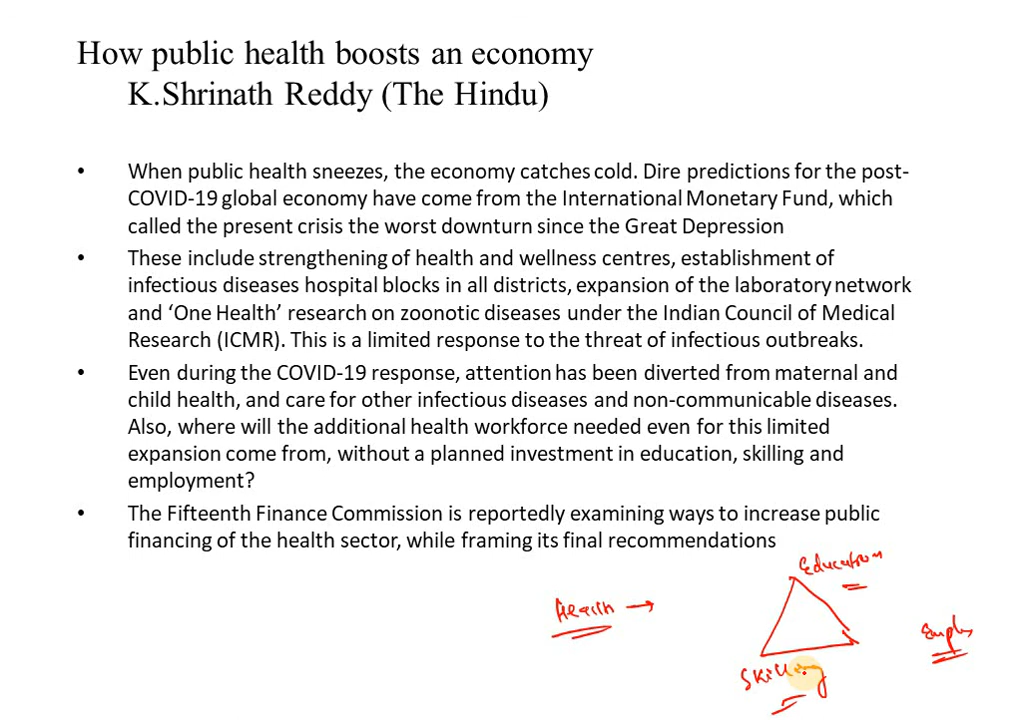 How public health boosts an economy
K.Shrinath Reddy (The Hindu)
• When public health sneezes, the economy catches cold. Dire predictions for the post-
COVID-19 global economy have come from the International Monetary Fund, which
called the present crisis the worst downturn since the Great Depression
• These include strengthening of health and wellness centres, establishment of
infectious diseases hospital blocks in all districts, expansion of the laboratory network
and ‘One Health’ research on zoonotic diseases under the Indian Council of Medical
Research (ICMR). This is a limited response to the threat of infectious outbreaks.
• Even during the COVID-19 response, attention has been diverted from maternal and
child health, and care for other infectious diseases and non-communicable diseases.
Also, where will the additional health workforce needed even for this limited
expansion come from, without a planned investment in education, skilling and
employment?
• The Fifteenth Finance Commission is reportedly examining ways to increase public
financing of the health sector, while framing its final recommendations
Education
Health →
Skilling